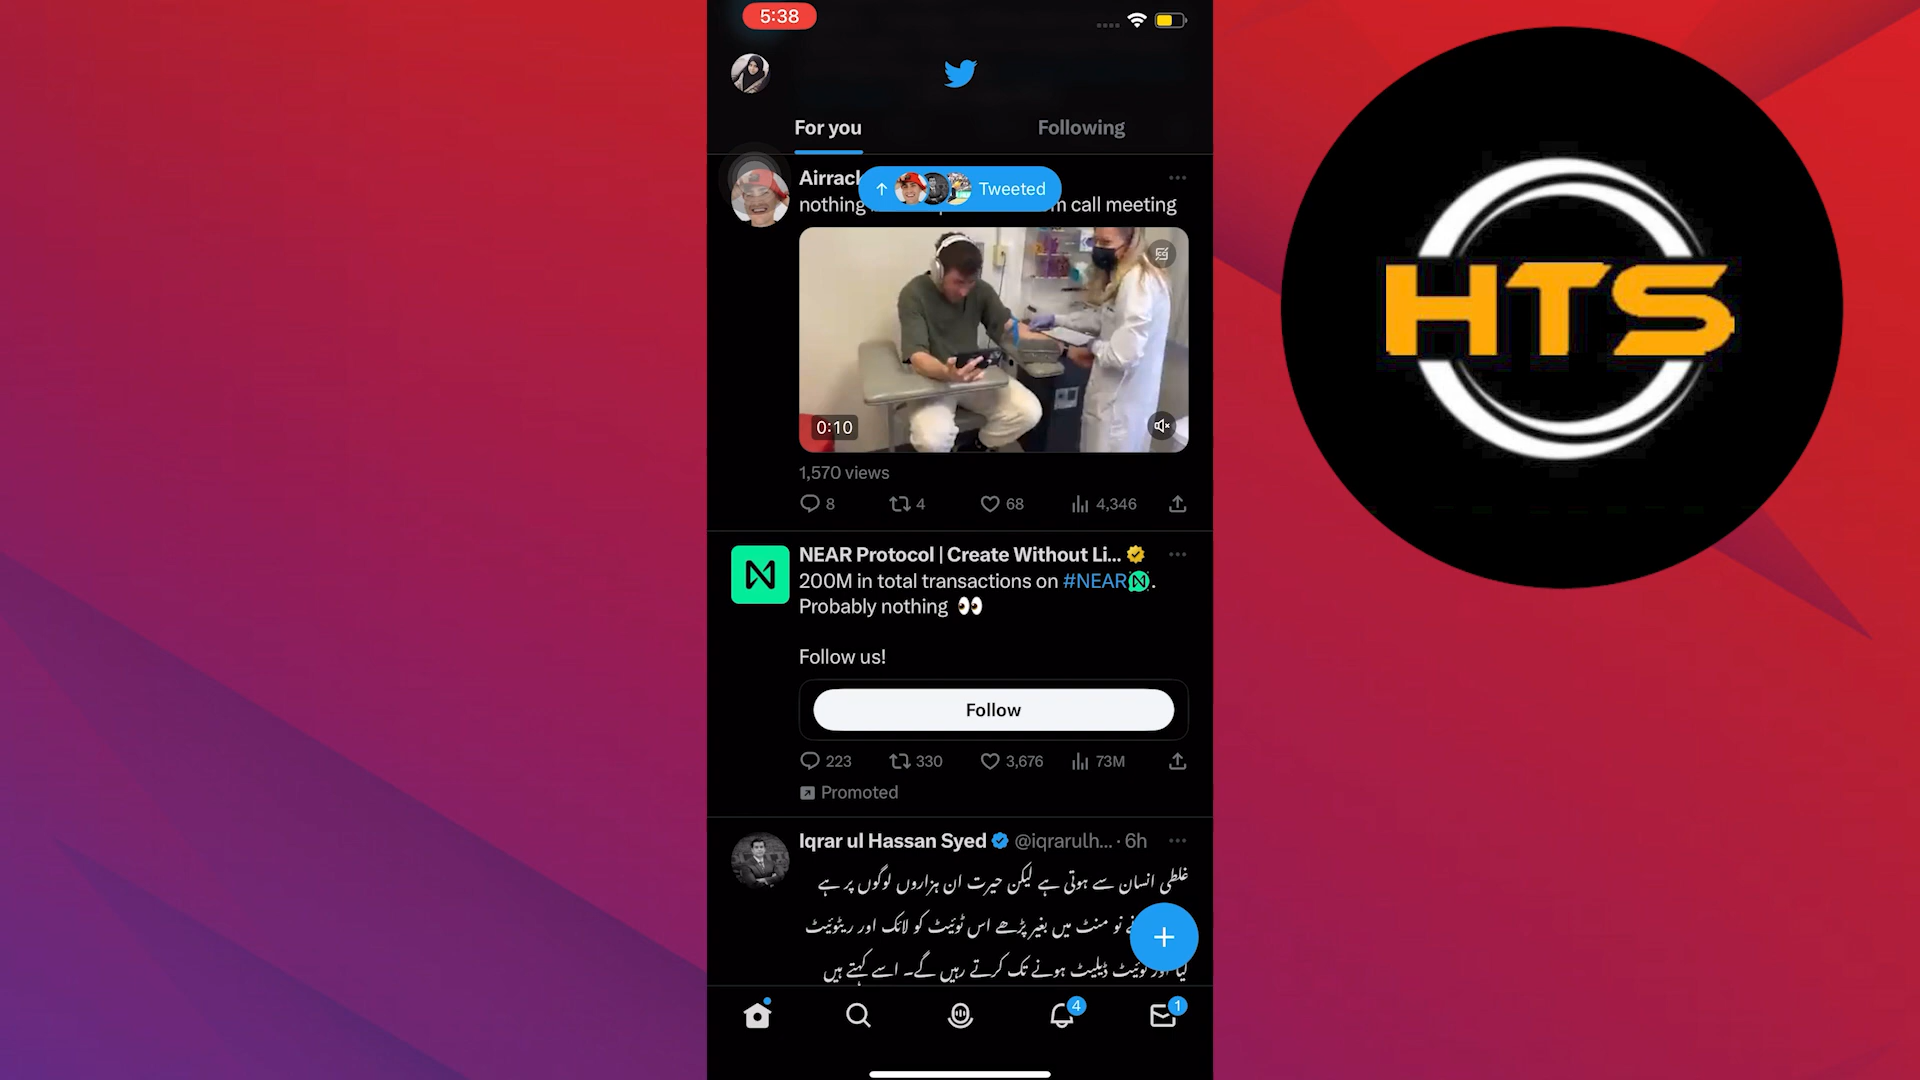 5:38
For you
Following
Airrack
Tweeted
nothing
call meeting
0:10
1,570 views
8
4
68
4,346
NEAR Protocol | Create Without Li...
200M in total transactions on #NEAR.
Probably nothing 👀
Follow us!
Follow
223
330
3,676
73M
Promoted
Iqrar ul Hassan Syed @iqrarulh... · 6h
غلطی انسان سے ہوتی ہے لیکن حیرت ان ہزاروں لوگوں پر ہے
نو منٹ میں بغیر پڑھے اس ٹوئیٹ کو لائک اور ریٹوئیٹ
کیا اور ٹوئیٹ ڈیلیٹ ہونے تک کرتے رہیں گے۔ اسے کہتے ہیں
4
1
HTS